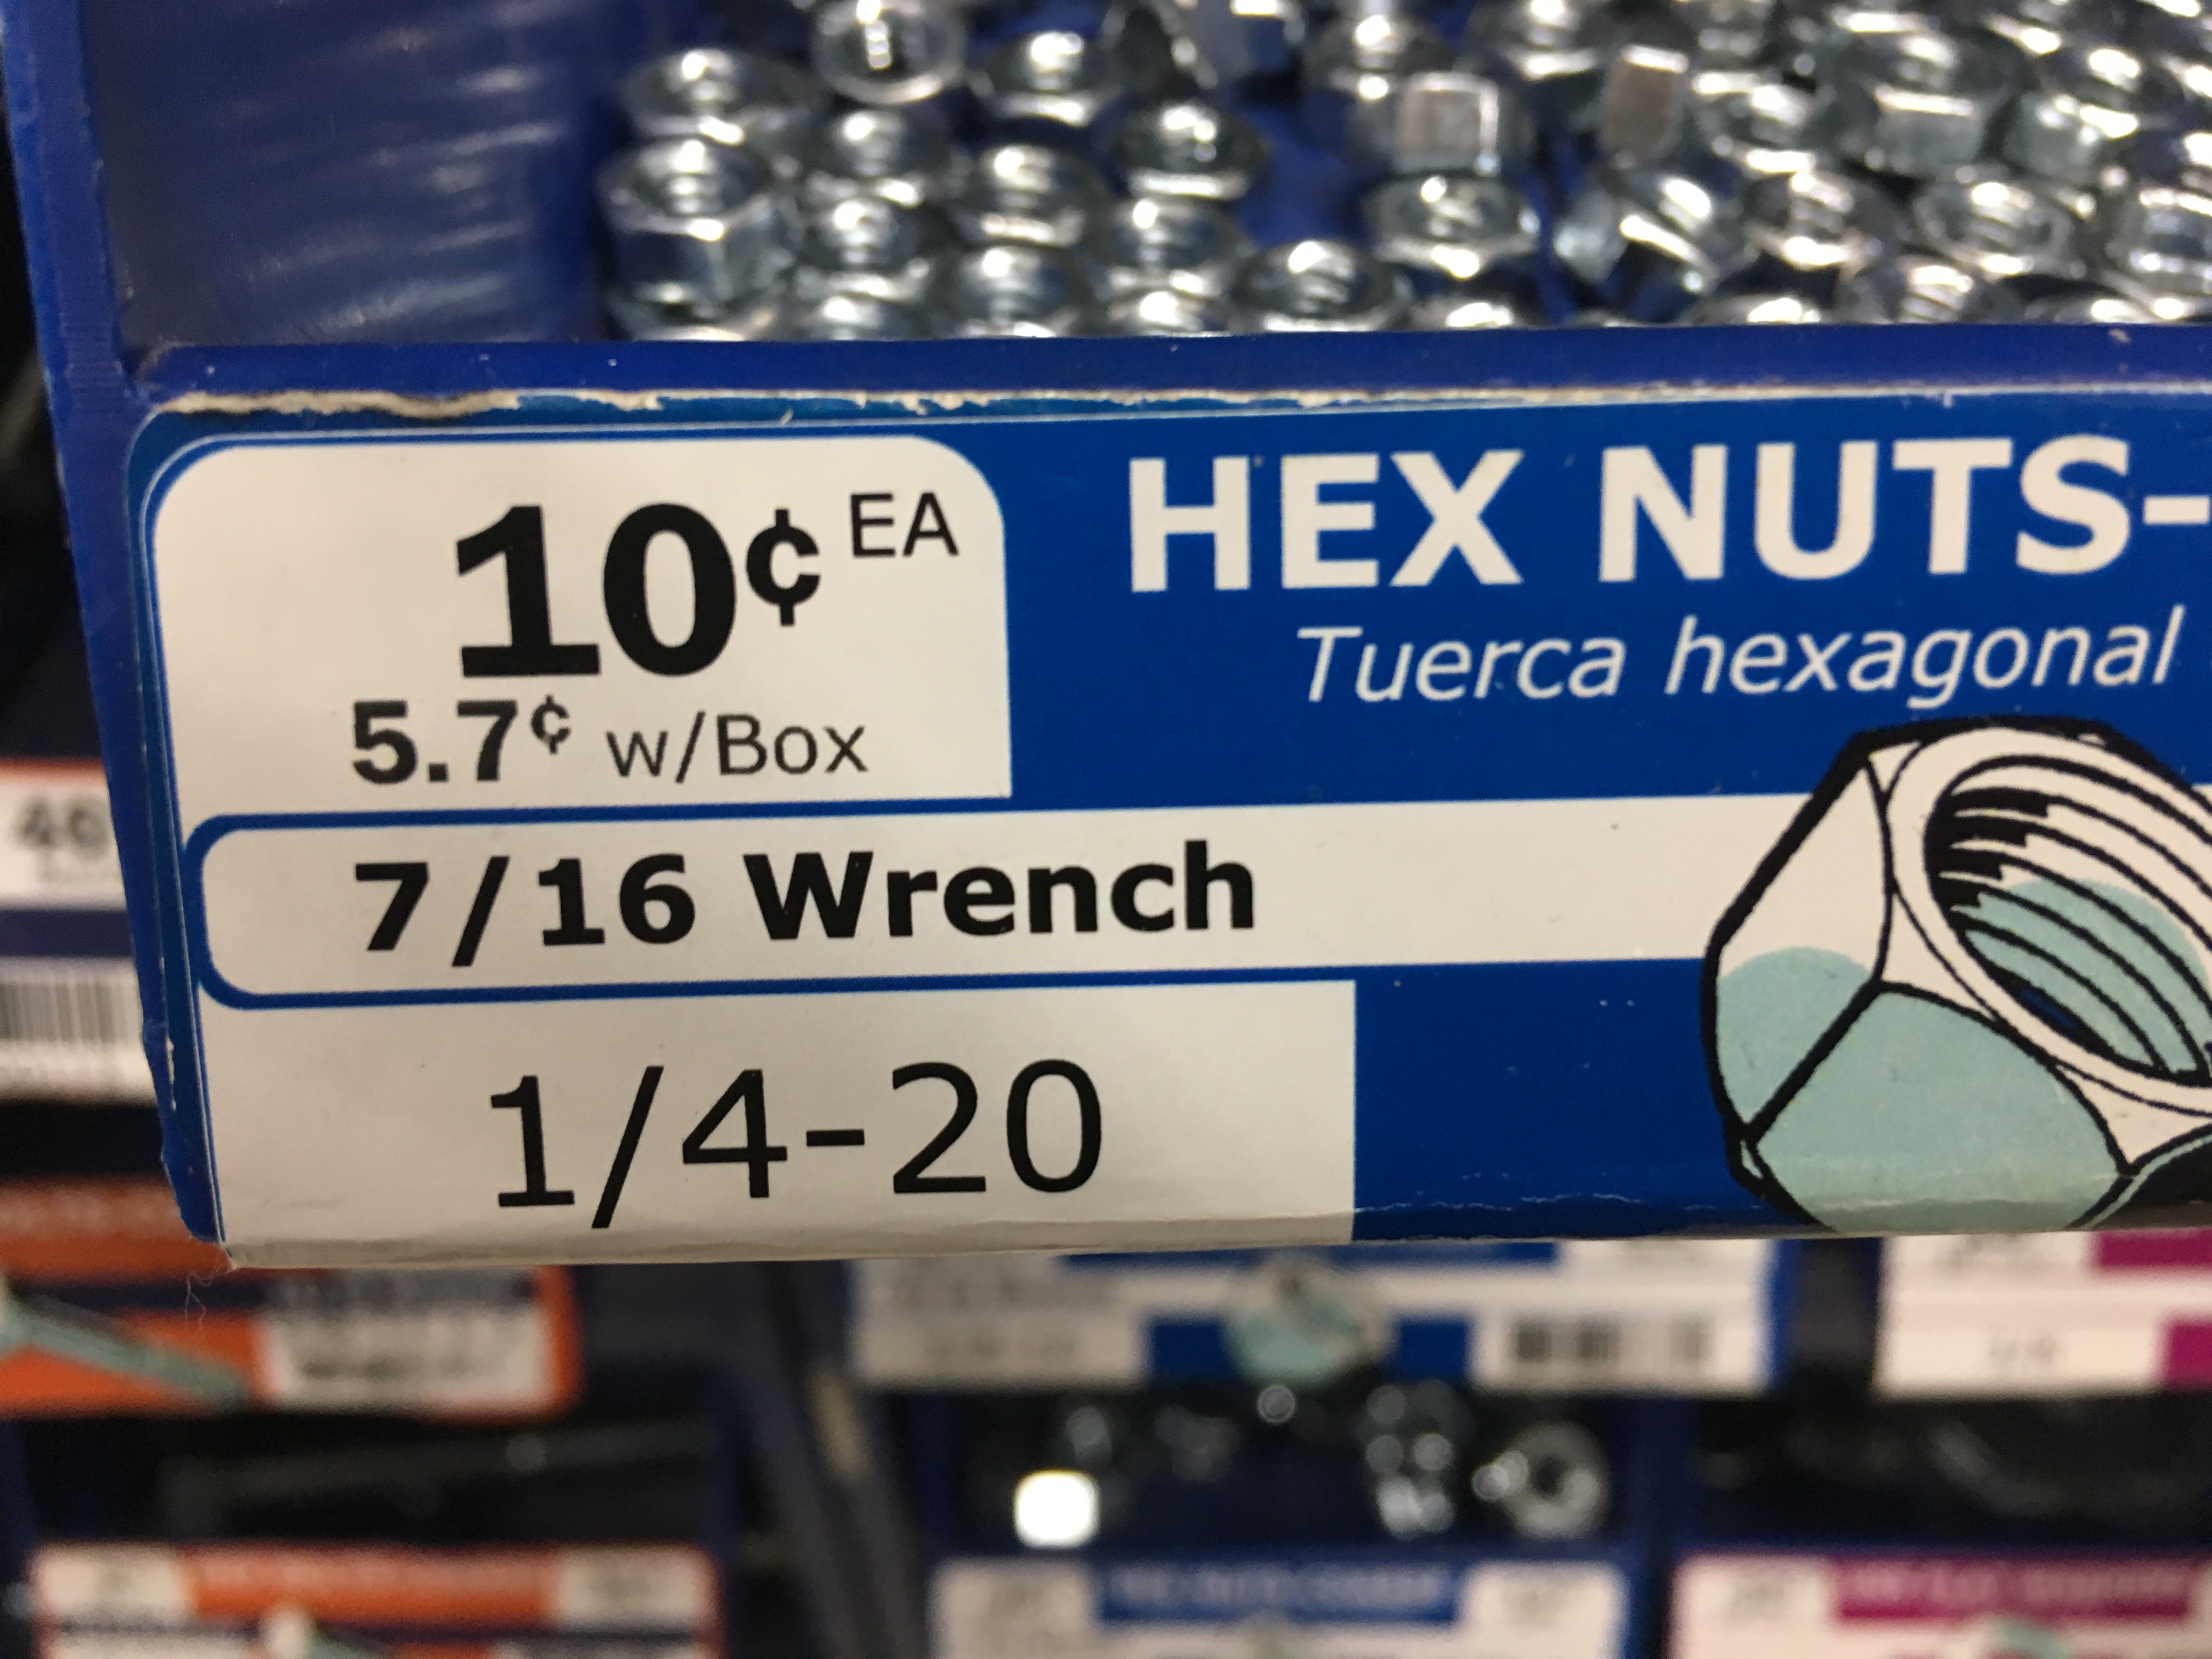 10¢ EA
5.7¢ w/Box
HEX NUTS-
Tuerca hexagonal
7/16 Wrench
1/4-20